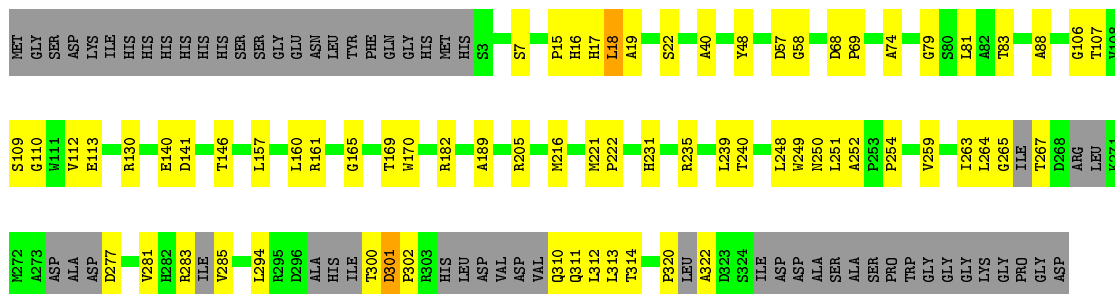 MET GLY SER ASP LYS ILE HIS HIS HIS HIS HIS HIS SER SER GLY GLU ASN LEU TYR PHE GLN GLY HIS MET HIS S3 S7 P15 H16 H17 L18 A19 S22 A40 Y48 D57 G58 D68 P69 A74 G79 S80 L81 A82 T83 A88 G106 T107 V108
S109 G110 W111 V112 E113 R130 E140 D141 T146 L157 L160 R161 G165 T169 W170 R182 A189 R205 M216 M221 P222 H231 R235 L239 T240 L248 W249 N250 L251 A252 P253 P254 V259 I263 L264 G265 ILE T267 D268 ARG LEU K271
M272 A273 ASP ALA ASP D277 V281 H282 R283 ILE V285 L294 R295 D296 ALA HIS ILE T300 D301 P302 R303 HIS LEU ASP VAL ASP VAL Q310 Q311 L312 L313 T314 P320 LEU A322 D323 S324 ILE ASP ASP ALA SER ALA SER PRO TRP GLY GLY GLY LYS GLY PRO GLY ASP